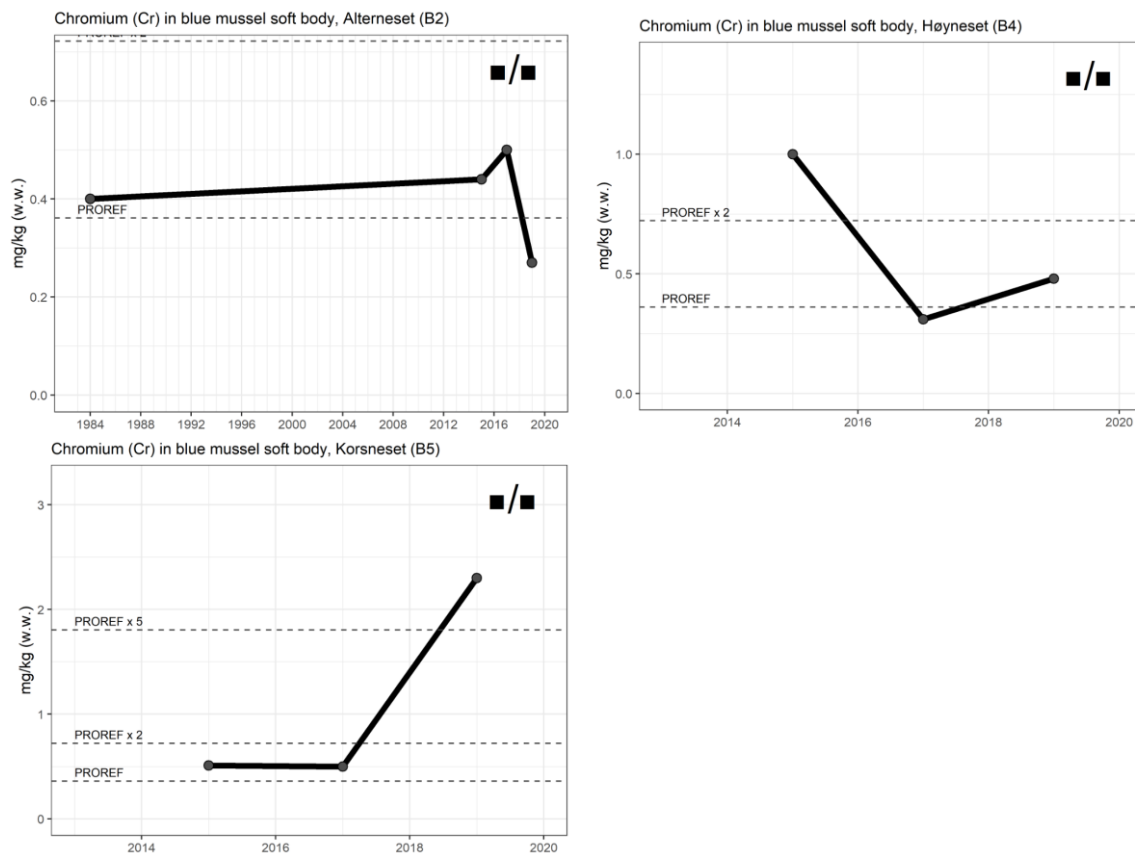 Chromium (Cr) in blue mussel soft body, Alterneset (B2)
mg/kg (w.w.)
0.6
0.4
0.2
0.0
PROREF
1984 1988 1992 1996 2000 2004 2008 2012 2016 2020
■/■
Chromium (Cr) in blue mussel soft body, Høyneset (B4)
mg/kg (w.w.)
1.0
0.5
0.0
PROREF x 2
PROREF
2014 2016 2018 2020
■/■
Chromium (Cr) in blue mussel soft body, Korsneset (B5)
mg/kg (w.w.)
3
2
1
0
PROREF x 5
PROREF x 2
PROREF
2014 2016 2018 2020
■/■